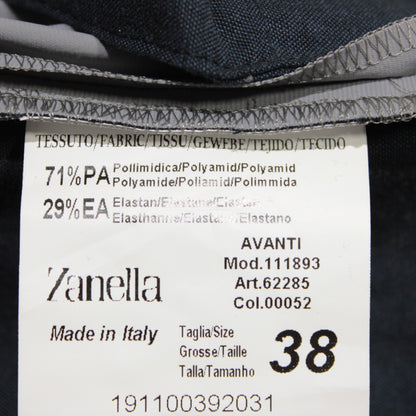 TESSUTO/FABRIC/TISSU/GEWEBE/TEJIDO/TECIDO
71%PA Pollimidica/Polyamid/Polyamid
Polyamide/Poliamid/Polimmida
29%EA Elastan/Elastane/Elastan
Elasthanne/Elastan/Elastano
Zanella
AVANTI
Mod.111893
Art.62285
Col.00052
Made in Italy
Taglia/Size
Grosse/Taille
Talla/Tamanho
38
191100392031